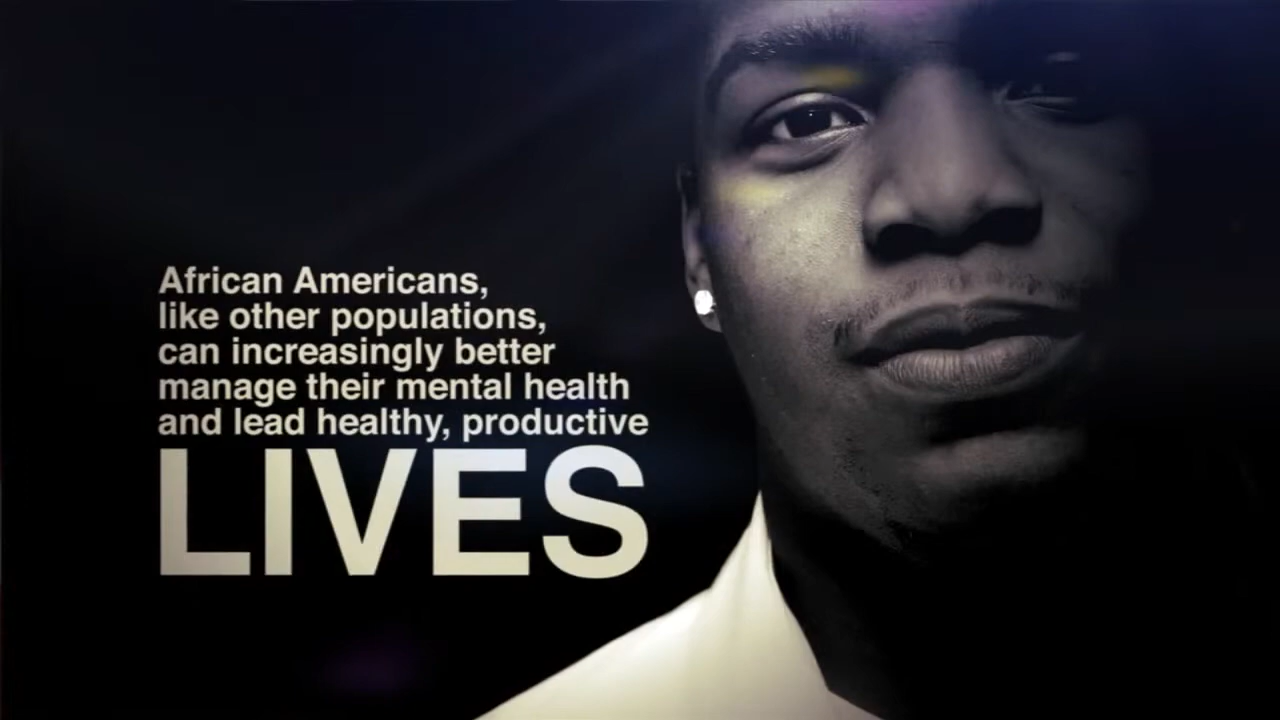 African Americans,
like other populations,
can increasingly better
manage their mental health
and lead healthy, productive
LIVES